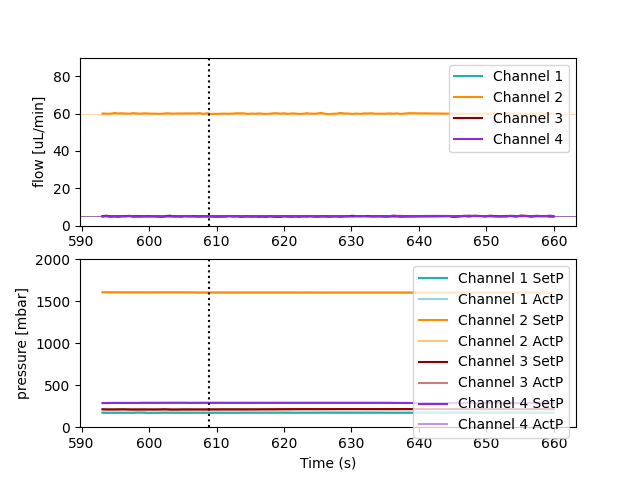 80
60
40
20
0
flow [uL/min]
Channel 1
Channel 2
Channel 3
Channel 4
590 600 610 620 630 640 650 660
2000
1500
1000
500
0
pressure [mbar]
Channel 1 SetP
Channel 1 ActP
Channel 2 SetP
Channel 2 ActP
Channel 3 SetP
Channel 3 ActP
Channel 4 SetP
Channel 4 ActP
590 600 610 620 630 640 650 660
Time (s)